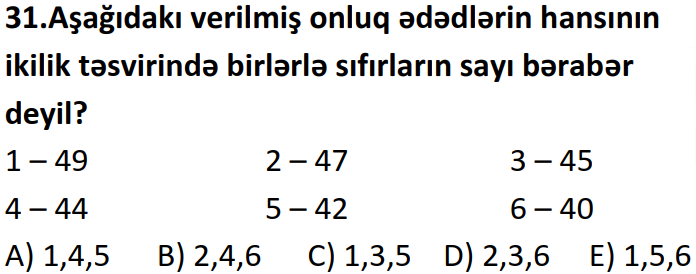 31.Aşağıdakı verilmiş onluq ədədlərin hansının
ikilik təsvirində birlərlə sıfırların sayı bərabər
deyil?
1 – 49 2 – 47 3 – 45
4 – 44 5 – 42 6 – 40
A) 1,4,5 B) 2,4,6 C) 1,3,5 D) 2,3,6 E) 1,5,6